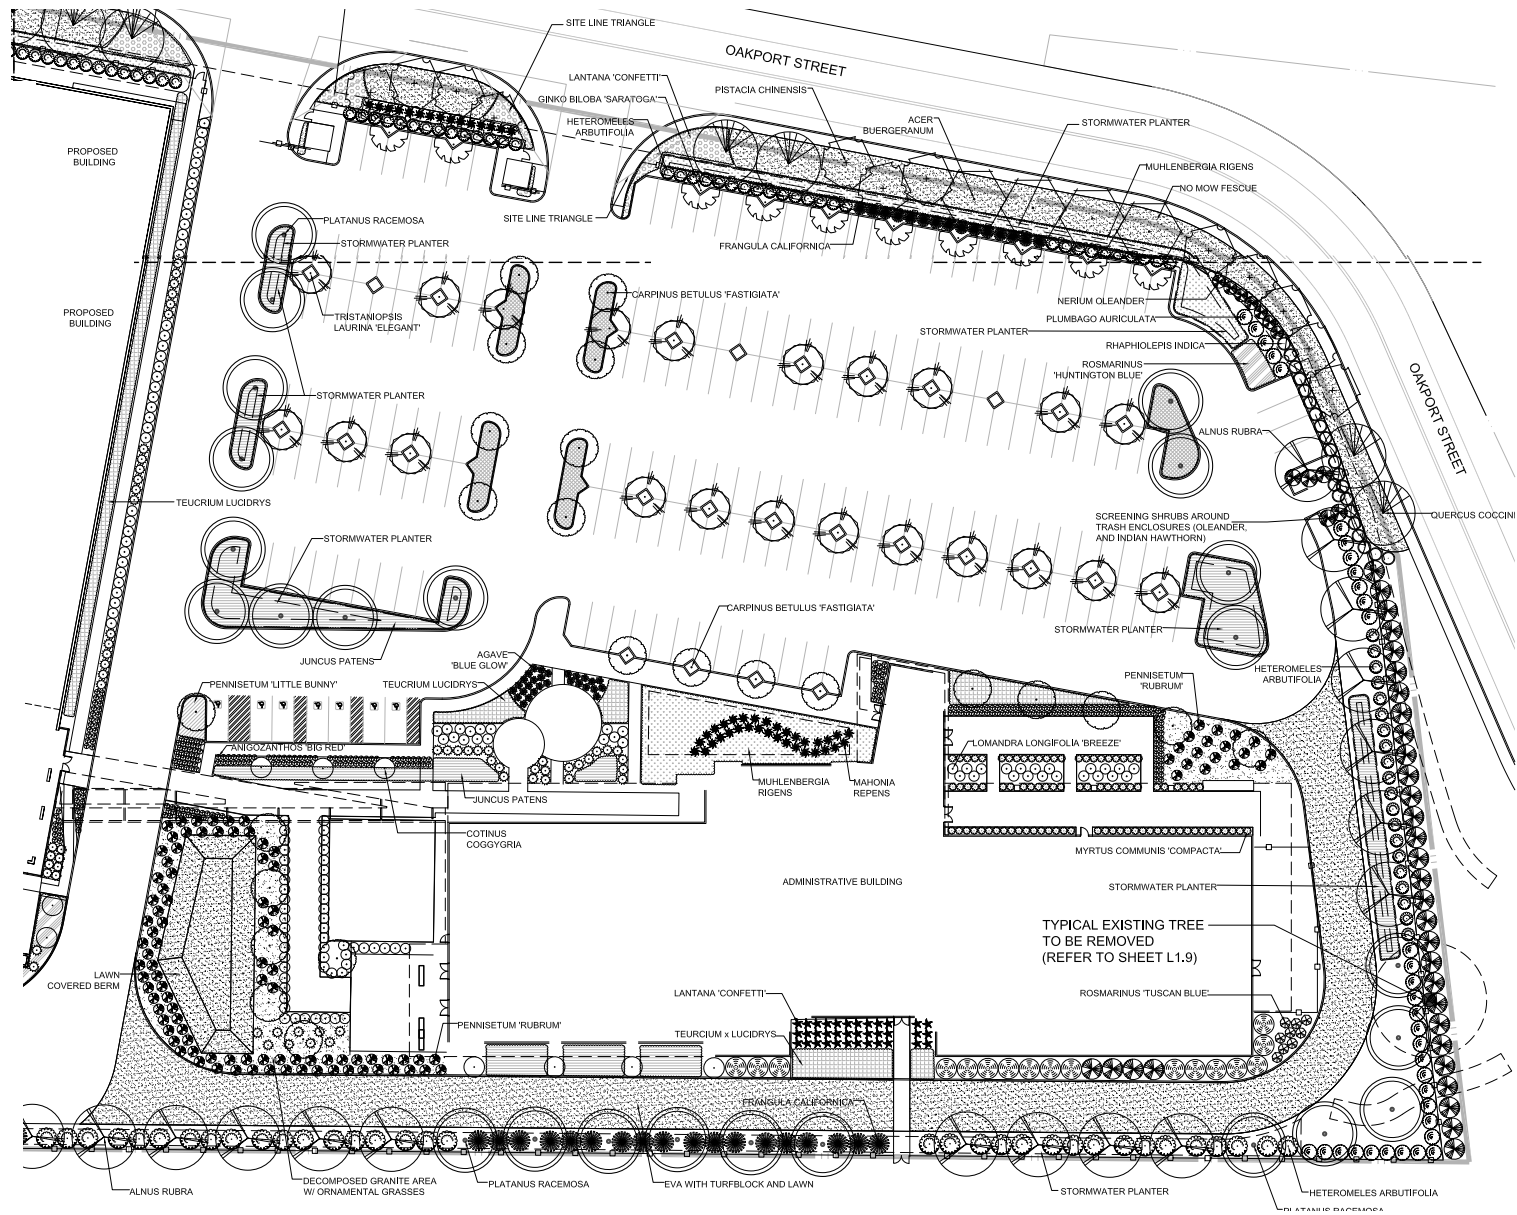 SITE LINE TRIANGLE
OAKPORT STREET
LANTANA 'CONFETTI'
GINKO BILOBA 'SARATOGA'
HETEROMELES
ARBUTIFOLIA
PISTACIA CHINENSIS
ACER
BUERGERANUM
STORMWATER PLANTER
MUHLENBERGIA RIGENS
NO MOW FESCUE
PROPOSED
BUILDING
SITE LINE TRIANGLE
FRANGULA CALIFORNICA
PLATANUS RACEMOSA
STORMWATER PLANTER
CARPINUS BETULUS 'FASTIGIATA'
TRISTANIOPSIS
LAURINA 'ELEGANT'
PROPOSED
BUILDING
NERIUM OLEANDER
PLUMBAGO AURICULATA
STORMWATER PLANTER
RHAPHIOLEPIS INDICA
ROSMARINUS
'HUNTINGTON BLUE'
OAKPORT STREET
STORMWATER PLANTER
ALNUS RUBRA
TEUCRIUM LUCIDRYS
SCREENING SHRUBS AROUND
TRASH ENCLOSURES (OLEANDER,
AND INDIAN HAWTHORN)
QUERCUS COCCINE
STORMWATER PLANTER
CARPINUS BETULUS 'FASTIGIATA'
STORMWATER PLANTER
JUNCUS PATENS
AGAVE
'BLUE GLOW'
HETEROMELES
ARBUTIFOLIA
PENNISETUM 'LITTLE BUNNY'
TEUCRIUM LUCIDRYS
PENNISETUM
'RUBRUM'
ANIGOZANTHOS 'BIG RED'
LOMANDRA LONGIFOLIA 'BREEZE'
MUHLENBERGIA
RIGENS
MAHONIA
REPENS
JUNCUS PATENS
COTINUS
COGGYGRIA
MYRTUS COMMUNIS 'COMPACTA'
ADMINISTRATIVE BUILDING
STORMWATER PLANTER
TYPICAL EXISTING TREE
TO BE REMOVED
(REFER TO SHEET L1.9)
LAWN
COVERED BERM
LANTANA 'CONFETTI'
ROSMARINUS 'TUSCAN BLUE'
PENNISETUM 'RUBRUM'
TEURCIUM x LUCIDRYS
FRANGULA CALIFORNICA
ALNUS RUBRA
DECOMPOSED GRANITE AREA
W/ ORNAMENTAL GRASSES
PLATANUS RACEMOSA
EVA WITH TURFBLOCK AND LAWN
STORMWATER PLANTER
HETEROMELES ARBUTIFOLIA
PLATANUS RACEMOSA